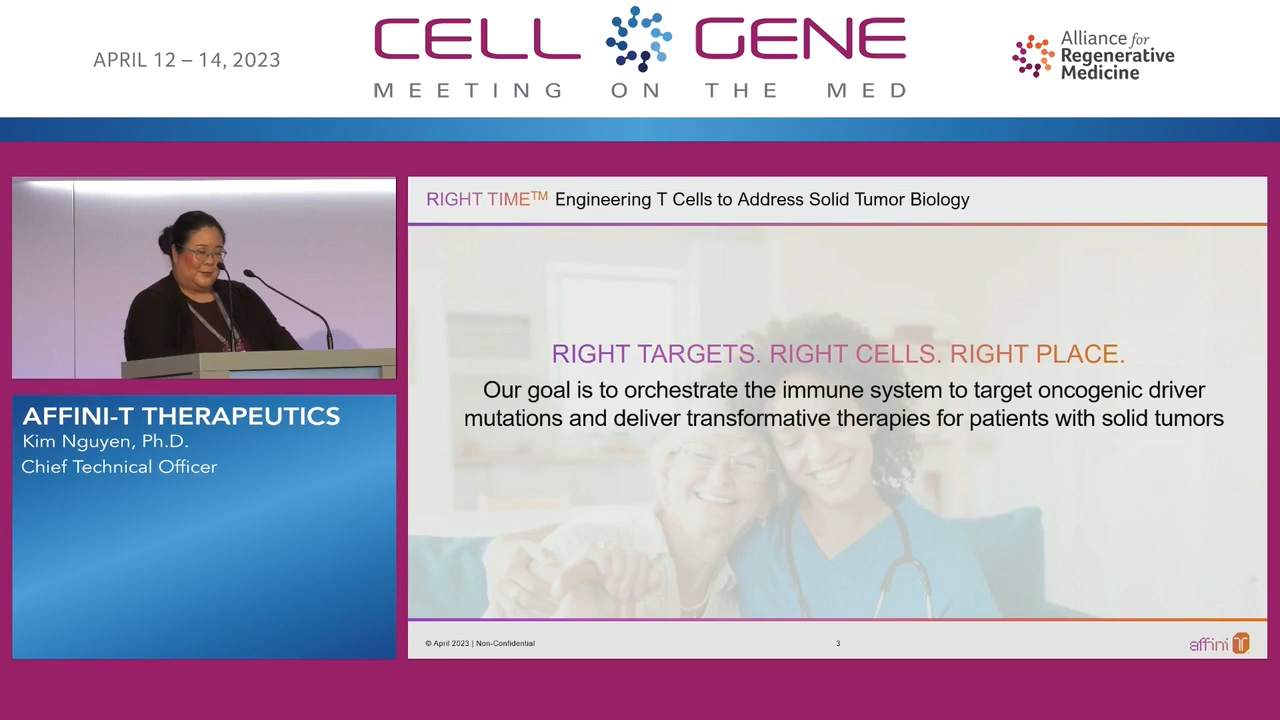 APRIL 12 – 14, 2023
CELL GENE
MEETING ON THE MED
Alliance for
Regenerative
Medicine
AFFINI-T THERAPEUTICS
Kim Nguyen, Ph.D.
Chief Technical Officer
RIGHT TIME™ Engineering T Cells to Address Solid Tumor Biology
RIGHT TARGETS. RIGHT CELLS. RIGHT PLACE.
Our goal is to orchestrate the immune system to target oncogenic driver
mutations and deliver transformative therapies for patients with solid tumors
© April 2023 | Non-Confidential
3
affini T